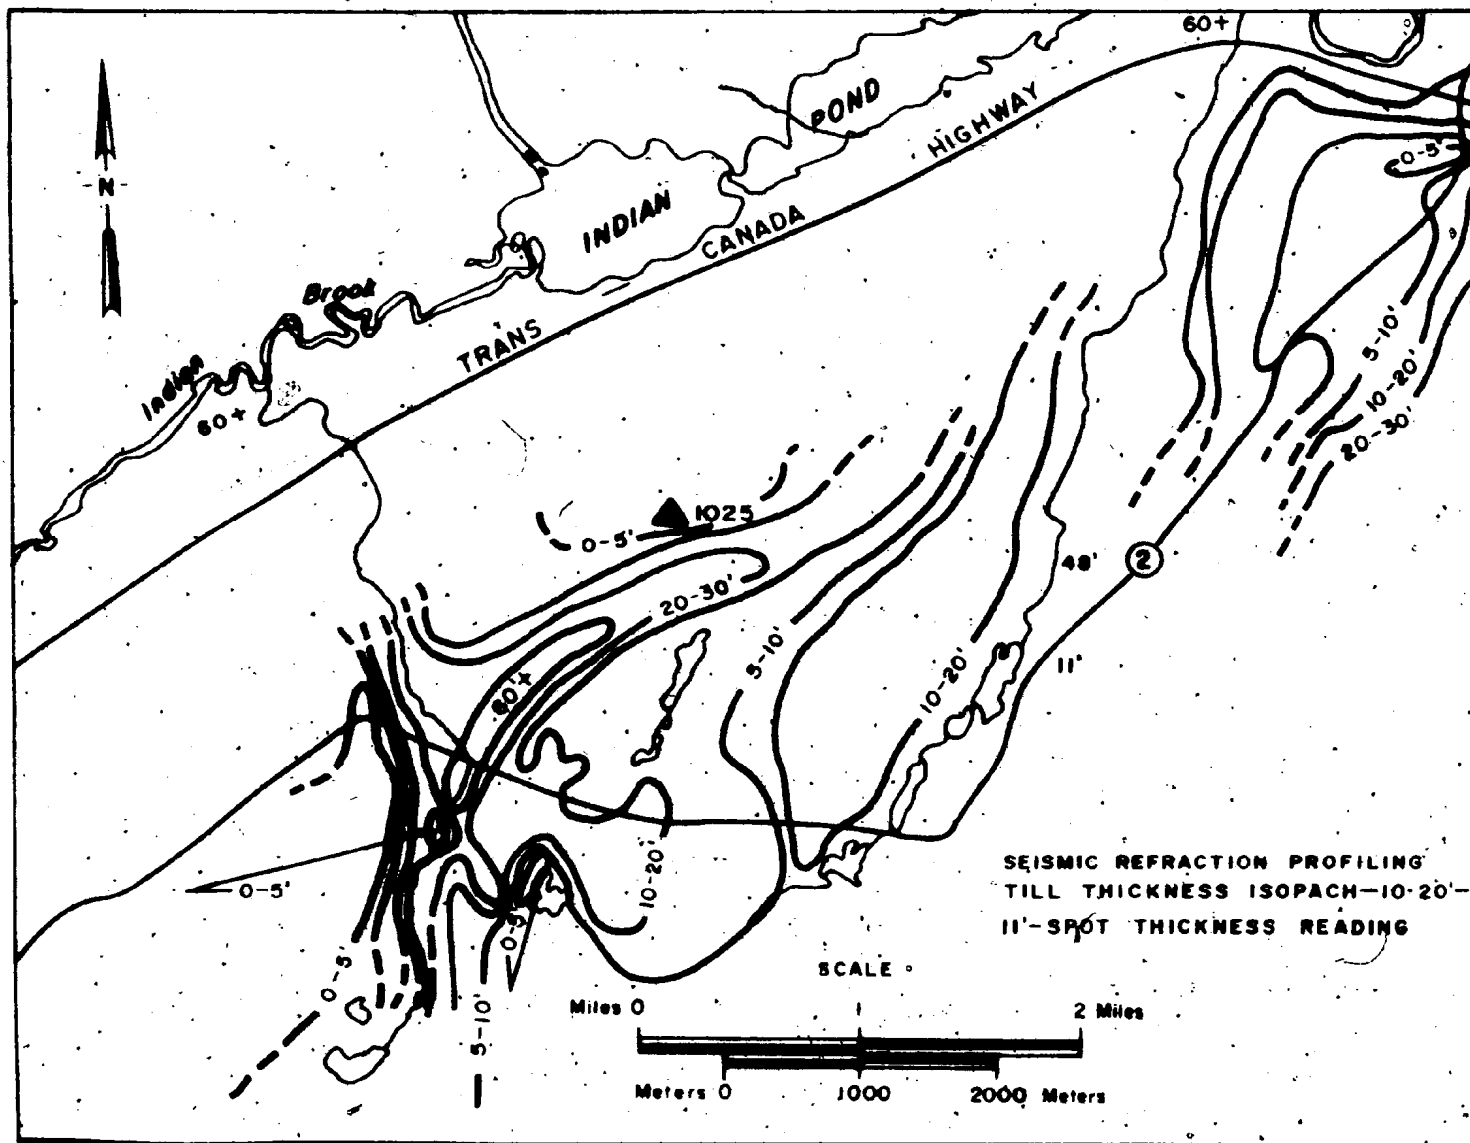 60+
POND
HIGHWAY
0-5'
N
INDIAN
CANADA
Brook
TRANS
5-10'
Indian
10-20'
60+
20-30'
1025
0-5'
48'
2
20-30'
5-10'
11'
10-20'
60'+
SEISMIC REFRACTION PROFILING
0-5'
10-20'
TILL THICKNESS ISOPACH—10-20'—
11'-SPOT THICKNESS READING
0-5'
0-5'
SCALE
Miles 0 1 2 Miles
5-10'
Meters 0 1000 2000 Meters